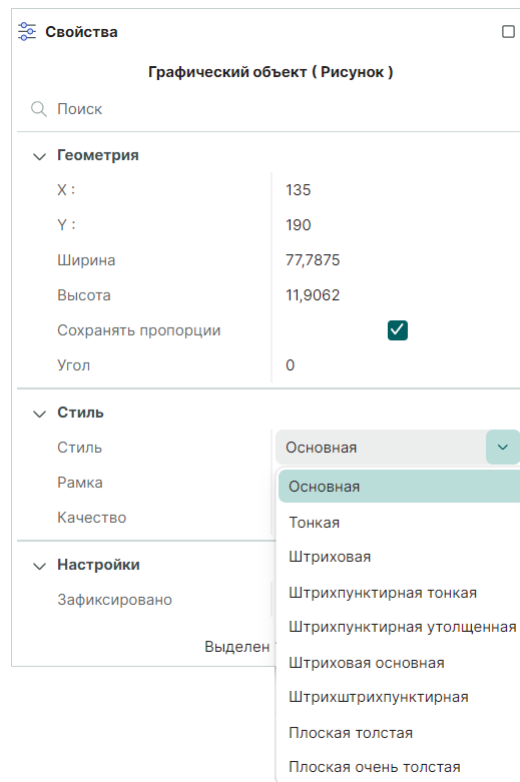 Свойства
Графический объект ( Рисунок )
Поиск
Геометрия
X : 135
Y : 190
Ширина 77,7875
Высота 11,9062
Сохранять пропорции
Угол 0
Стиль
Стиль Основная
Рамка Основная
Качество
Тонкая
Штриховая
Настройки
Зафиксировано Штрихпунктирная тонкая
Штрихпунктирная утолщенная
Выделен
Штриховая основная
Штрихштрихпунктирная
Плоская толстая
Плоская очень толстая